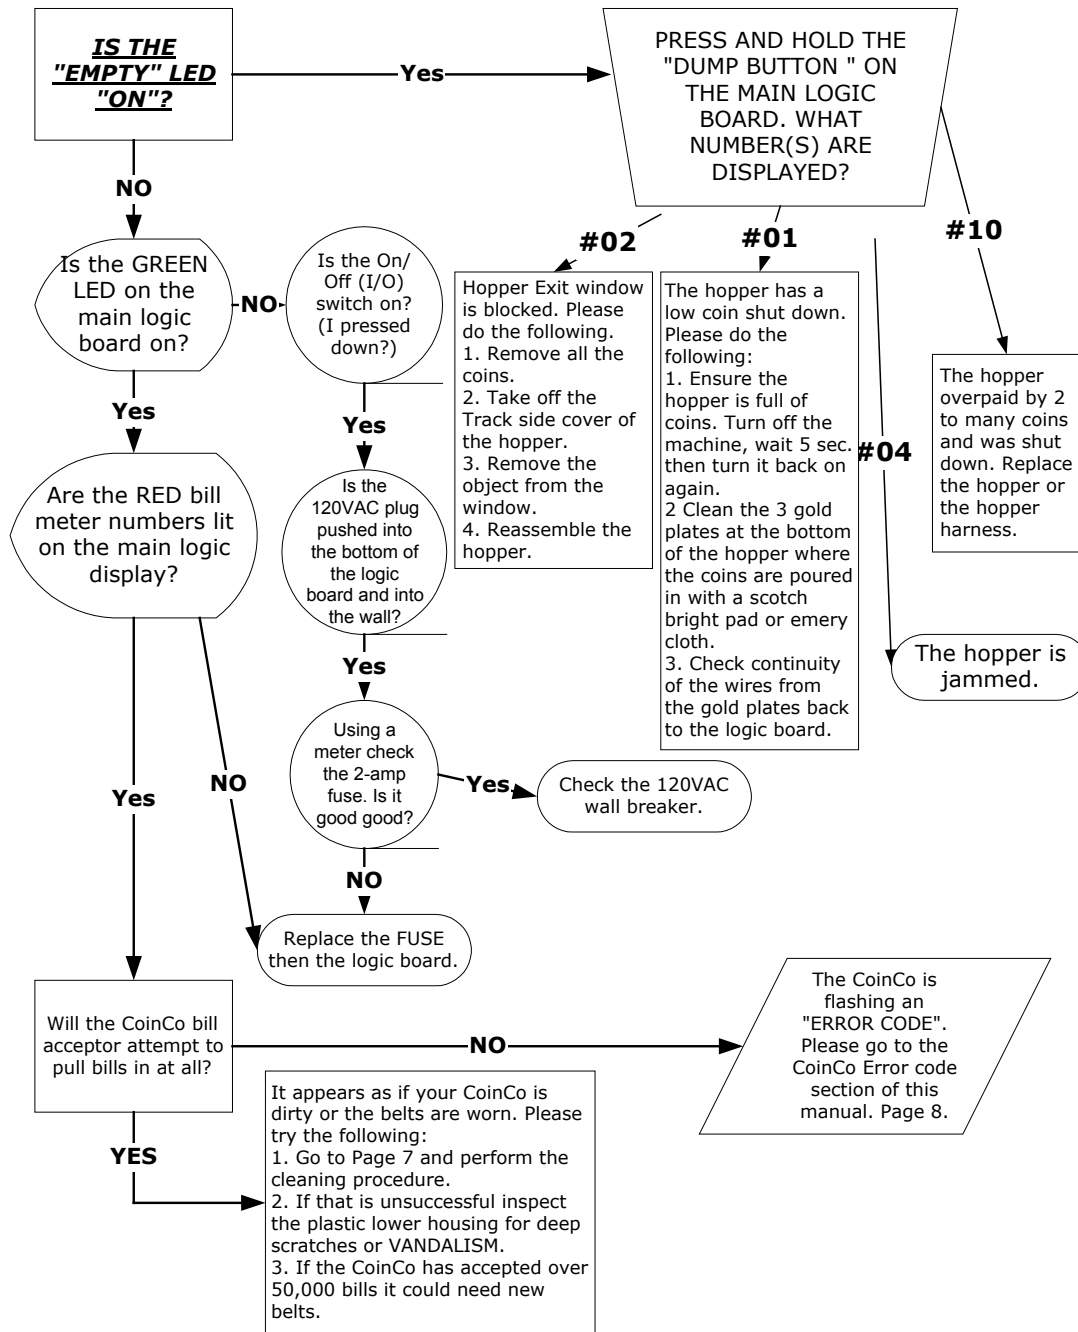 IS THE
"EMPTY" LED
"ON"?
Yes
PRESS AND HOLD THE
"DUMP BUTTON " ON
THE MAIN LOGIC
BOARD. WHAT
NUMBER(S) ARE
DISPLAYED?
NO
#02
#01
#10
#04
Is the GREEN
LED on the
main logic
board on?
NO
Is the On/
Off (I/O)
switch on?
(I pressed
down?)
Hopper Exit window
is blocked. Please
do the following.
1. Remove all the
coins.
2. Take off the
Track side cover of
the hopper.
3. Remove the
object from the
window.
4. Reassemble the
hopper.
The hopper has a
low coin shut down.
Please do the
following:
1. Ensure the
hopper is full of
coins. Turn off the
machine, wait 5 sec.
then turn it back on
again.
2 Clean the 3 gold
plates at the bottom
of the hopper where
the coins are poured
in with a scotch
bright pad or emery
cloth.
3. Check continuity
of the wires from
the gold plates back
to the logic board.
The hopper
overpaid by 2
to many coins
and was shut
down. Replace
the hopper or
the hopper
harness.
The hopper is
jammed.
Yes
Yes
Are the RED bill
meter numbers lit
on the main logic
display?
Is the
120VAC plug
pushed into
the bottom of
the logic
board and into
the wall?
Yes
Using a
meter check
the 2-amp
fuse. Is it
good good?
Yes
Check the 120VAC
wall breaker.
Yes
NO
NO
Replace the FUSE
then the logic board.
Will the CoinCo bill
acceptor attempt to
pull bills in at all?
NO
The CoinCo is
flashing an
"ERROR CODE".
Please go to the
CoinCo Error code
section of this
manual. Page 8.
YES
It appears as if your CoinCo is
dirty or the belts are worn. Please
try the following:
1. Go to Page 7 and perform the
cleaning procedure.
2. If that is unsuccessful inspect
the plastic lower housing for deep
scratches or VANDALISM.
3. If the CoinCo has accepted over
50,000 bills it could need new
belts.